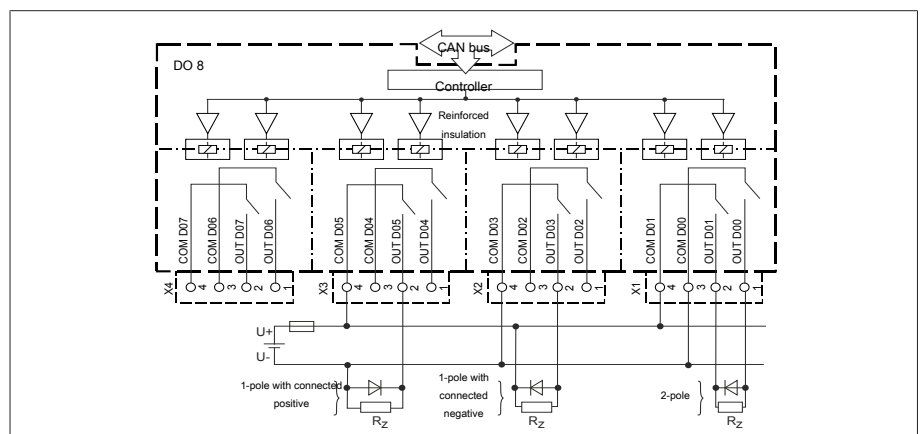 CAN bus
DO 8
Controller
Reinforced
insulation
COM D07
COM D06
OUT D07
OUT D06
COM D05
COM D04
OUT D05
OUT D04
COM D03
COM D02
OUT D03
OUT D02
COM D01
COM D00
OUT D01
OUT D00
X4
4
3
2
1
X3
4
3
2
1
X2
4
3
2
1
X1
4
3
2
1
U+
U-
1-pole with connected
positive
RZ
1-pole with
connected
negative
RZ
2-pole
RZ